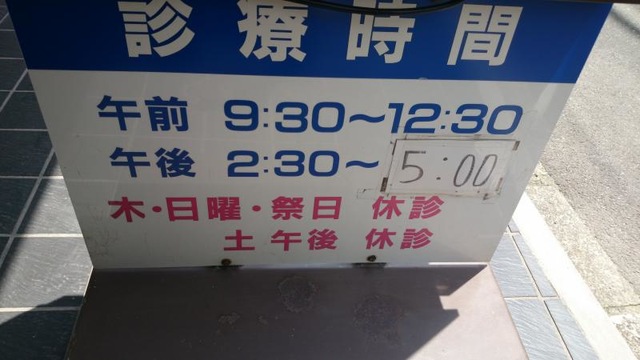 診療時間
午前 9:30～12:30
午後 2:30～5:00
木・日曜・祭日 休診
土 午後 休診